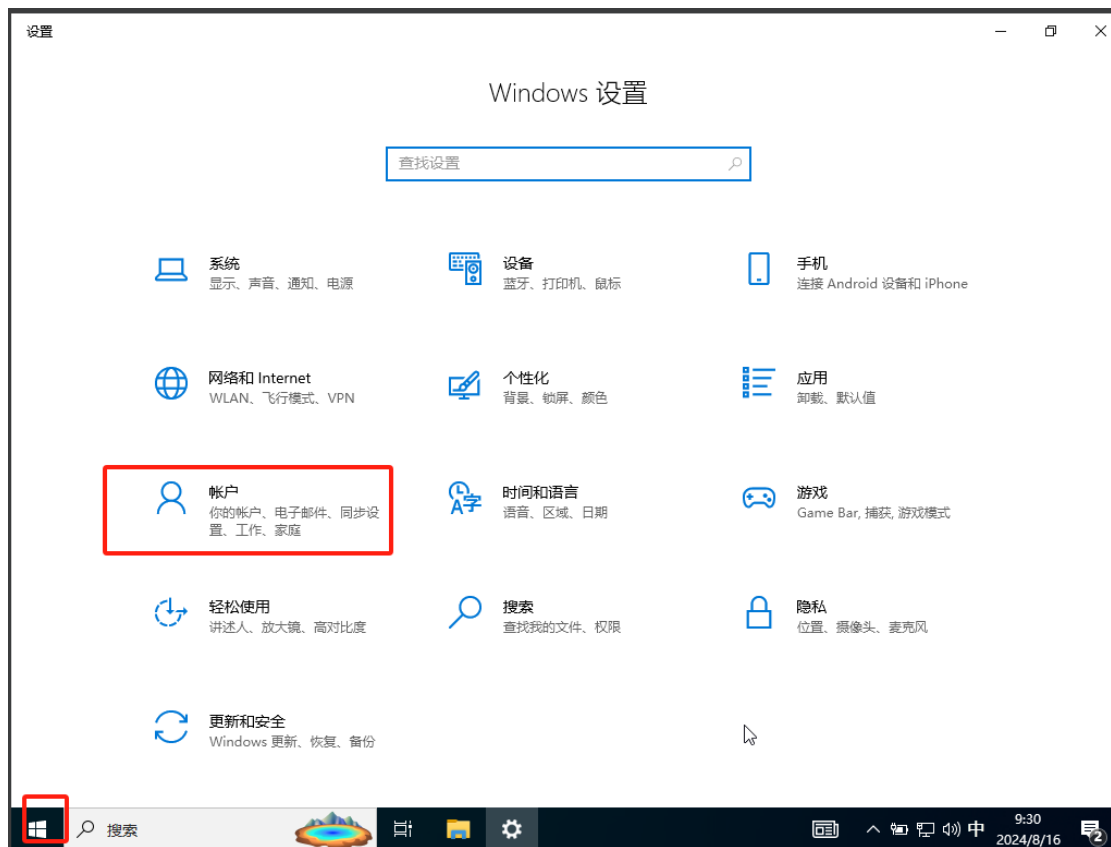 设置
Windows 设置
查找设置
系统
显示、声音、通知、电源
设备
蓝牙、打印机、鼠标
手机
连接 Android 设备和 iPhone
网络和 Internet
WLAN、飞行模式、VPN
个性化
背景、锁屏、颜色
应用
卸载、默认值
帐户
你的帐户、电子邮件、同步设
置、工作、家庭
时间和语言
语音、区域、日期
游戏
Game Bar, 捕获, 游戏模式
轻松使用
讲述人、放大镜、高对比度
搜索
查找我的文件、权限
隐私
位置、摄像头、麦克风
更新和安全
Windows 更新、恢复、备份
搜索
中
9:30
2024/8/16
2